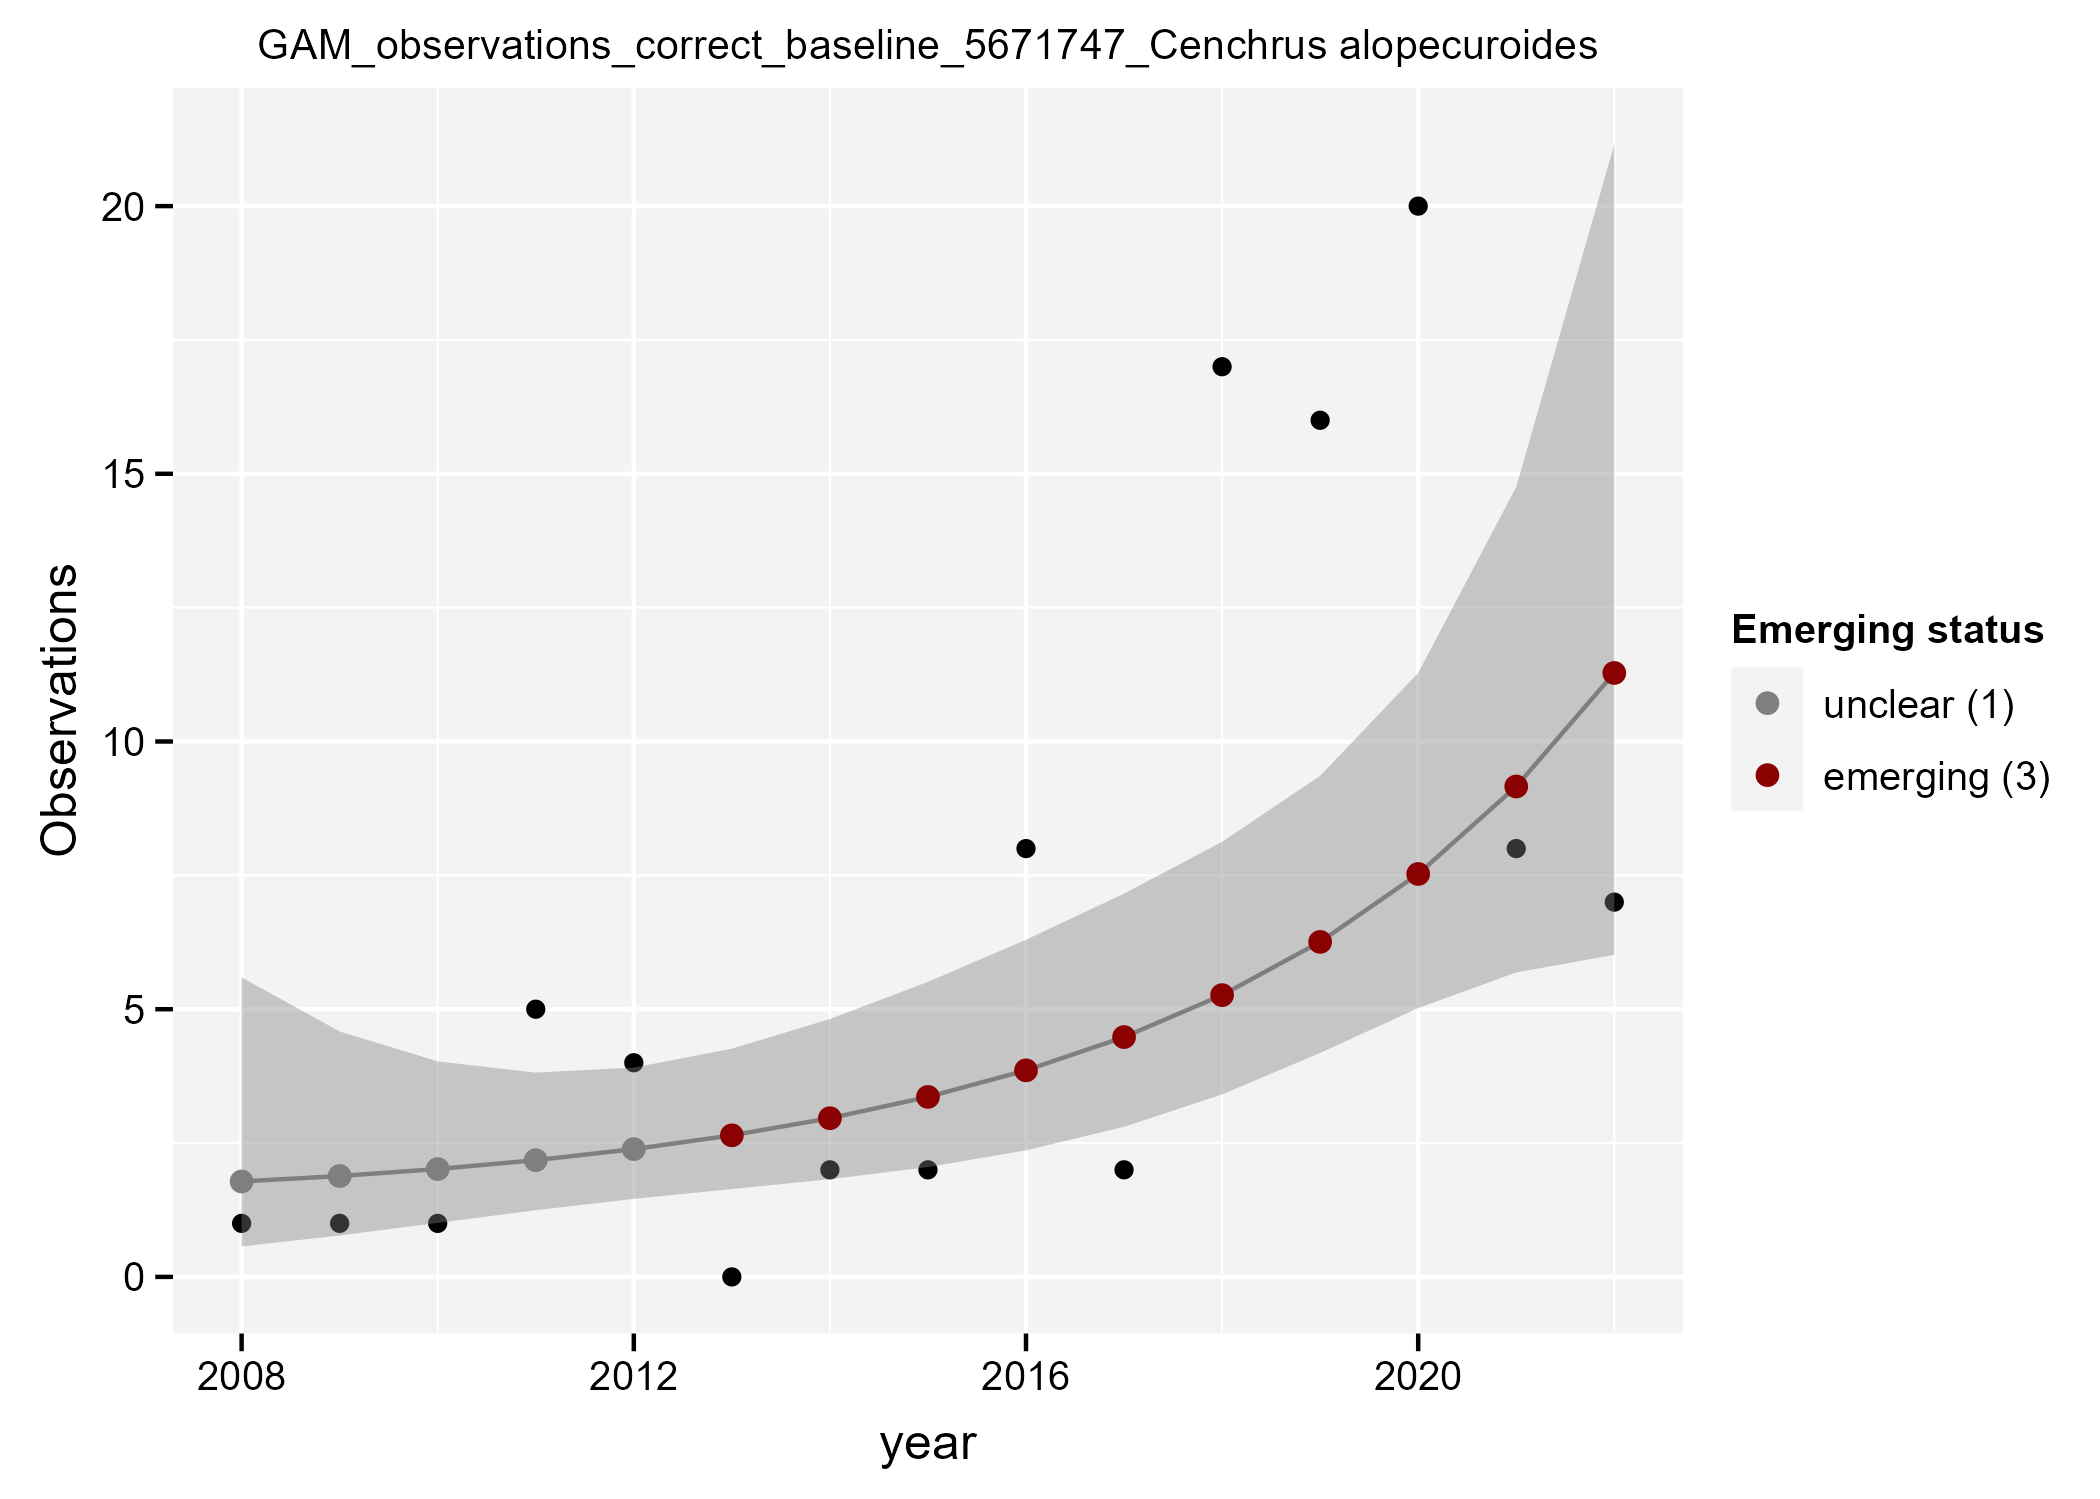 GAM_observations_correct_baseline_5671747_Cenchrus alopecuroides
20
15
10
5
0
Observations
2008 2012 2016 2020
year
Emerging status
unclear (1)
emerging (3)